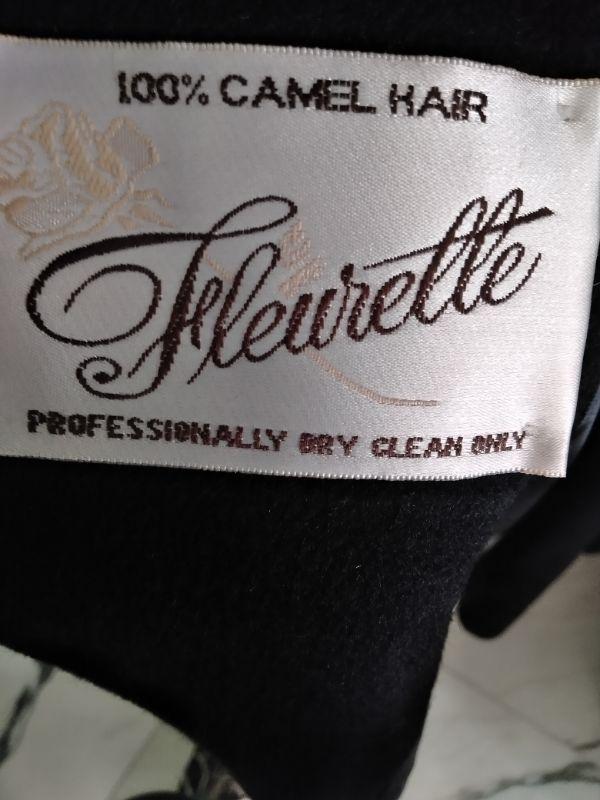 100% CAMEL HAIR
Fleurette
PROFESSIONALLY DRY CLEAN ONLY